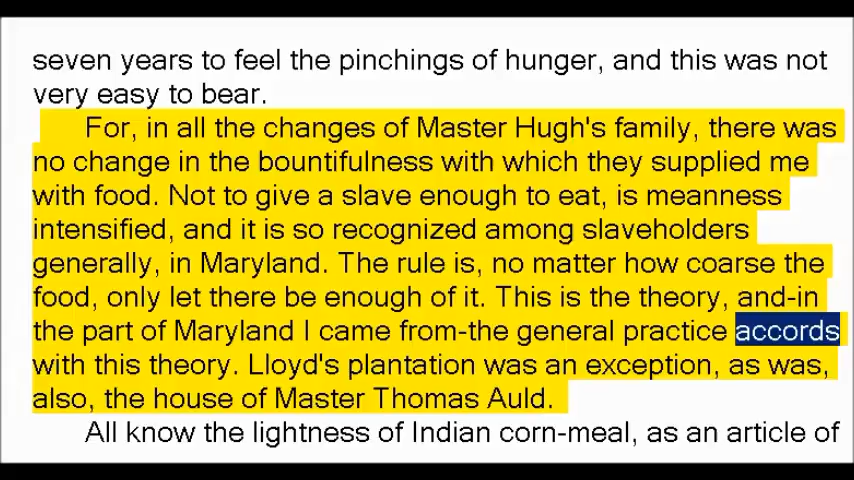 seven years to feel the pinchings of hunger, and this was not
very easy to bear.
For, in all the changes of Master Hugh's family, there was
no change in the bountifulness with which they supplied me
with food. Not to give a slave enough to eat, is meanness
intensified, and it is so recognized among slaveholders
generally, in Maryland. The rule is, no matter how coarse the
food, only let there be enough of it. This is the theory, and-in
the part of Maryland I came from-the general practice accords
with this theory. Lloyd's plantation was an exception, as was,
also, the house of Master Thomas Auld.
All know the lightness of Indian corn-meal, as an article of